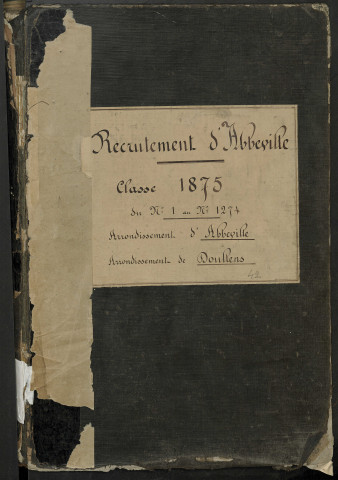 Recrutement d'Abbeville
Classe 1875
du N° 1 au N° 1274
Arrondissement d'Abbeville
Arrondissement de Doullens